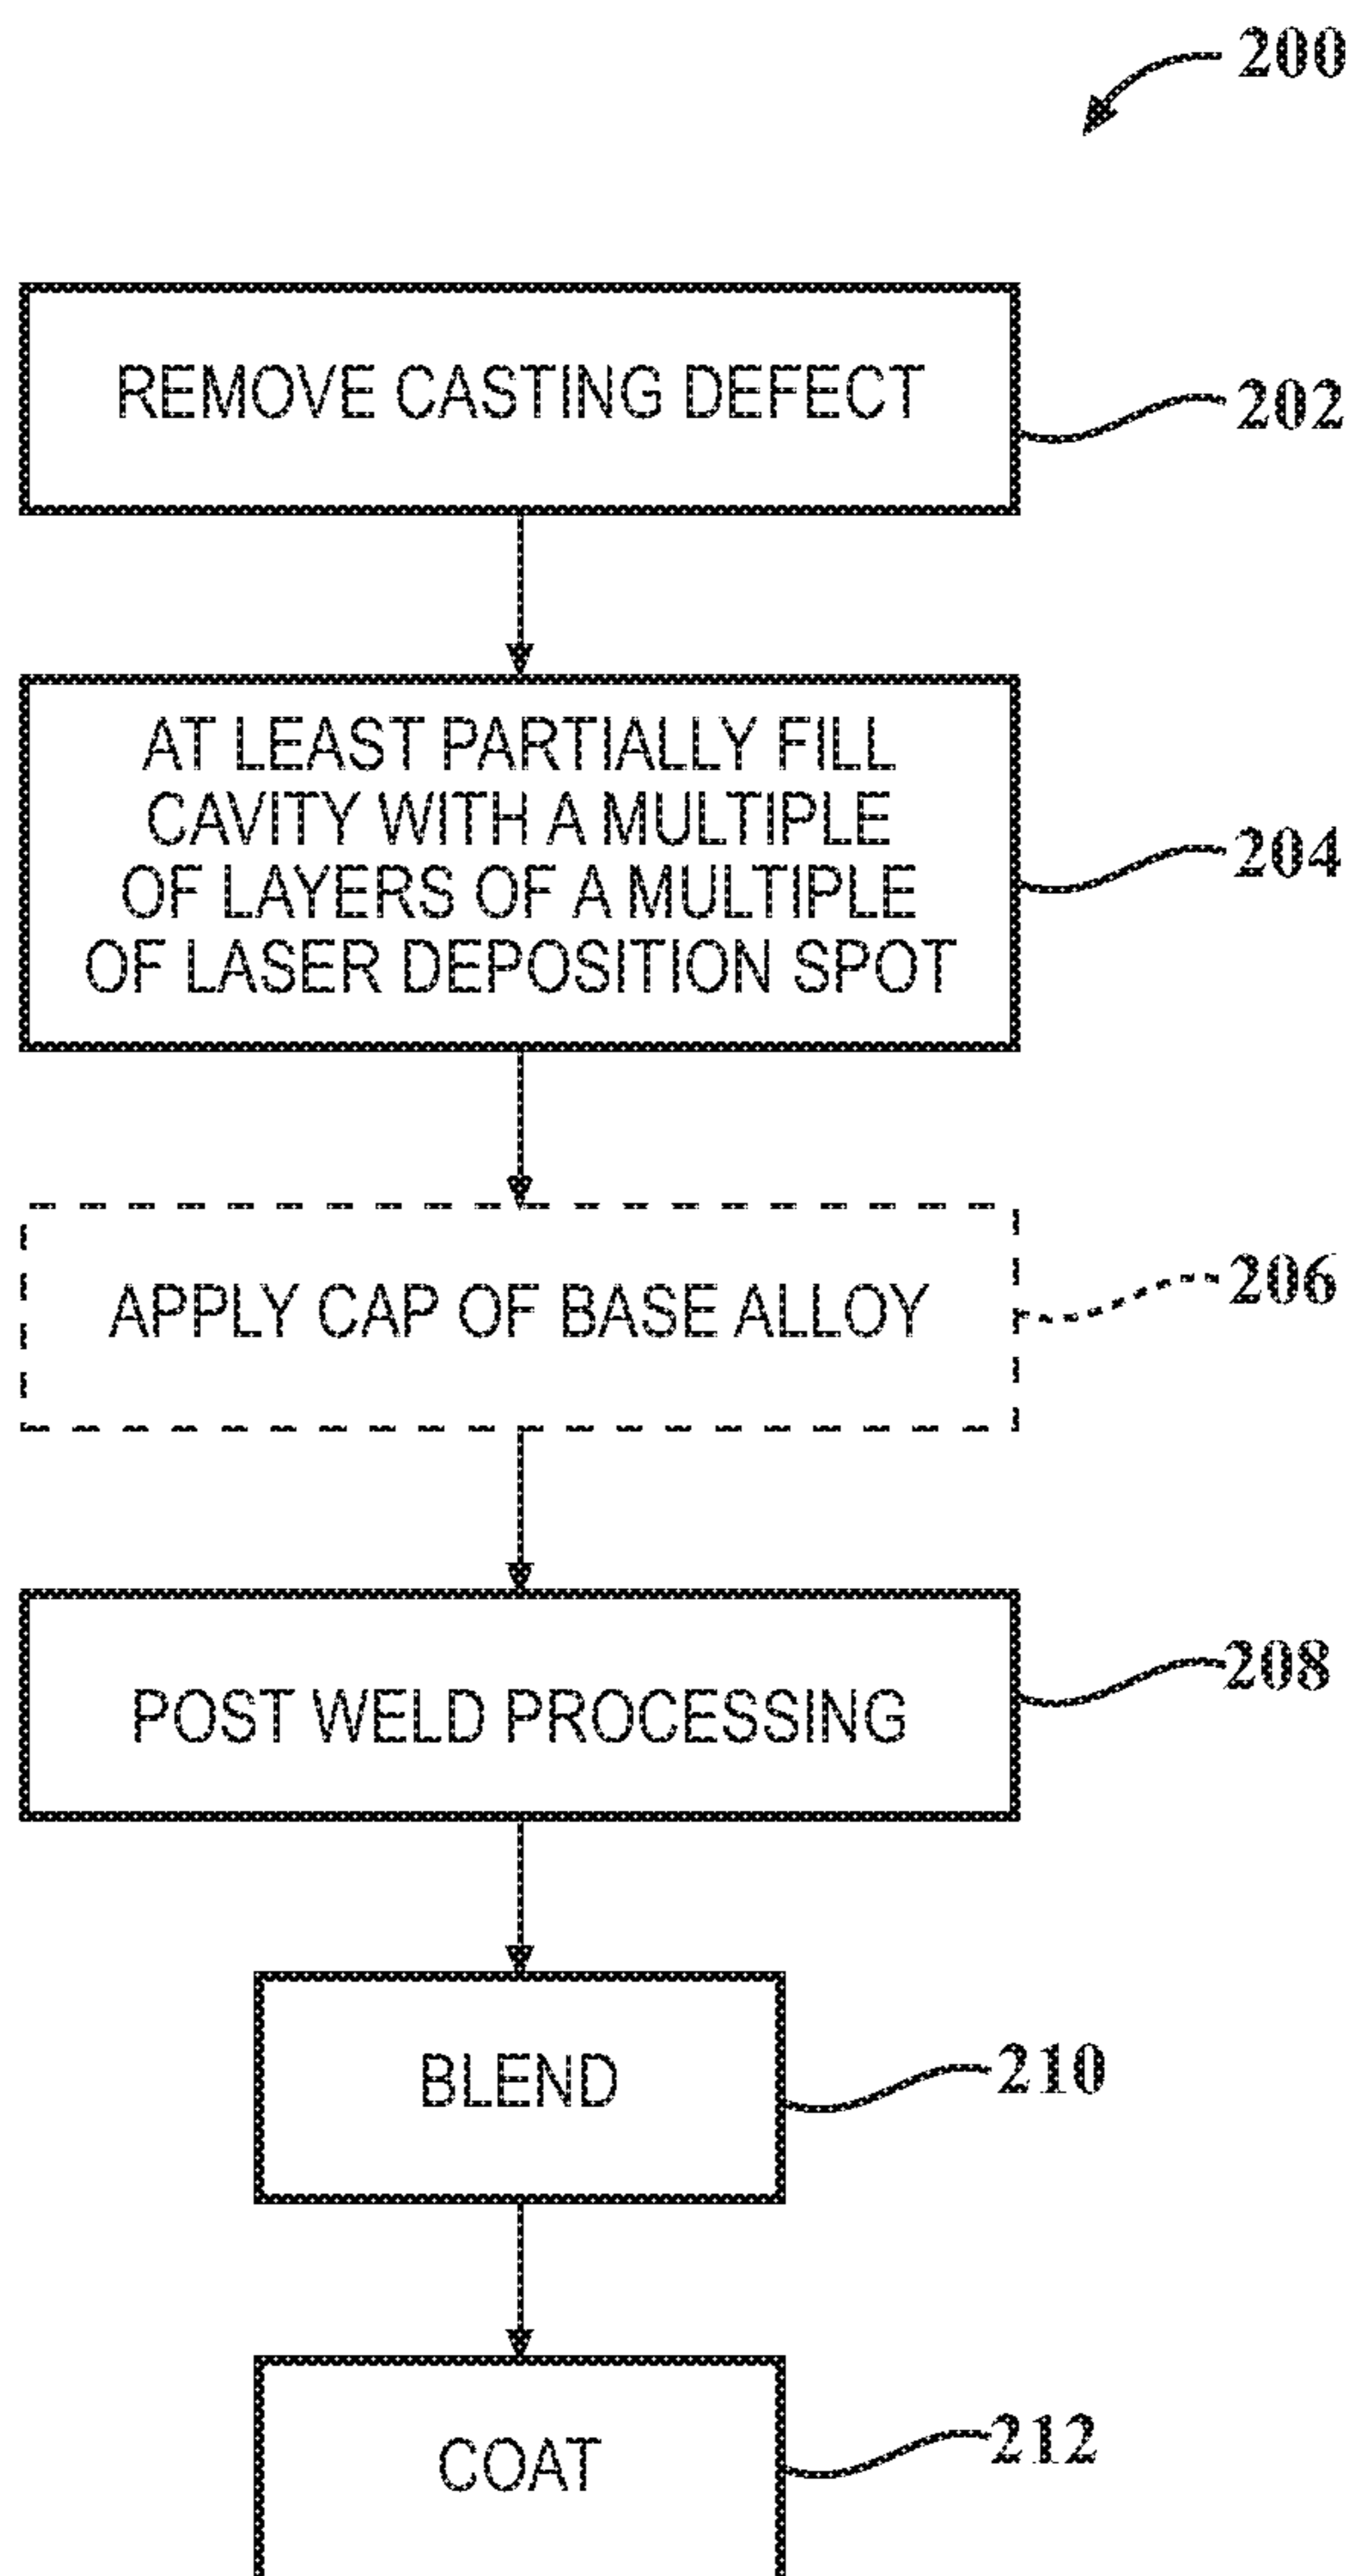 200
REMOVE CASTING DEFECT
202
AT LEAST PARTIALLY FILL
CAVITY WITH A MULTIPLE
OF LAYERS OF A MULTIPLE
OF LASER DEPOSITION SPOT
204
APPLY CAP OF BASE ALLOY
206
POST WELD PROCESSING
208
BLEND
210
COAT
212